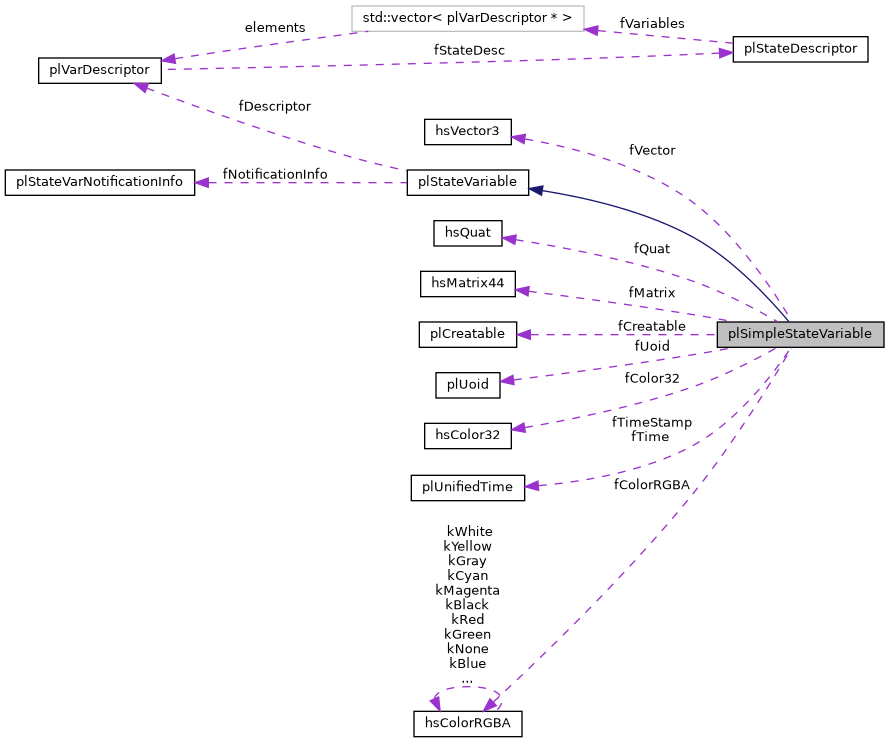 std::vector< plVarDescriptor * >
elements
fVariables
fStateDesc
plStateDescriptor
plVarDescriptor
fDescriptor
hsVector3
fVector
plStateVarNotificationInfo
fNotificationInfo
plStateVariable
hsQuat
fQuat
hsMatrix44
fMatrix
plCreatable
fCreatable
plSimpleStateVariable
fUoid
plUoid
fColor32
hsColor32
fTimeStamp
fTime
plUnifiedTime
fColorRGBA
kWhite
kYellow
kGray
kCyan
kMagenta
kBlack
kRed
kGreen
kNone
kBlue
...
hsColorRGBA